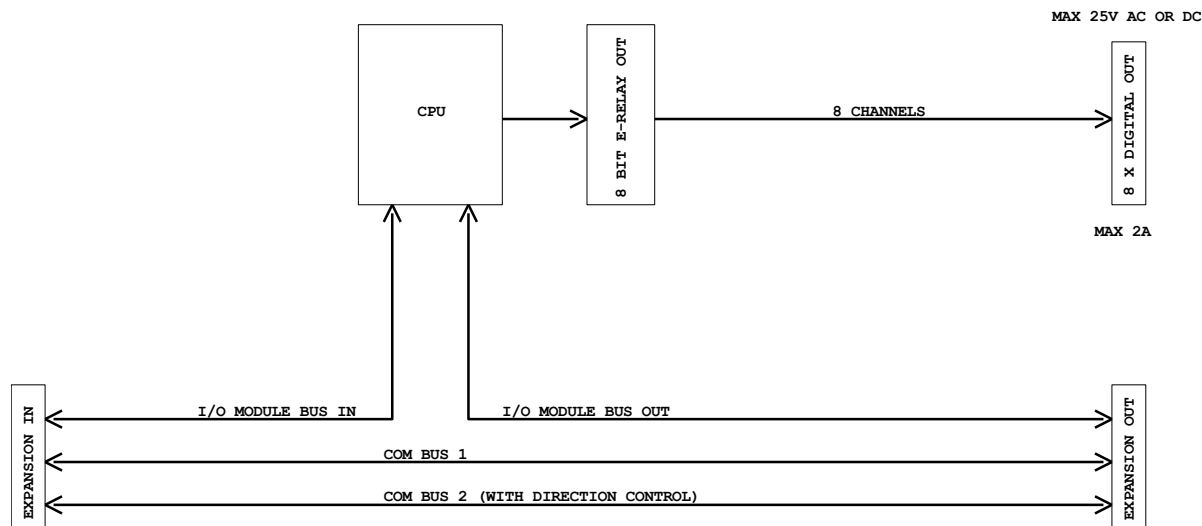 MAX 25V AC OR DC
CPU
8 BIT E-RELAY OUT
8 CHANNELS
8 X DIGITAL OUT
MAX 2A
EXPANSION IN
I/O MODULE BUS IN
I/O MODULE BUS OUT
EXPANSION OUT
COM BUS 1
COM BUS 2 (WITH DIRECTION CONTROL)